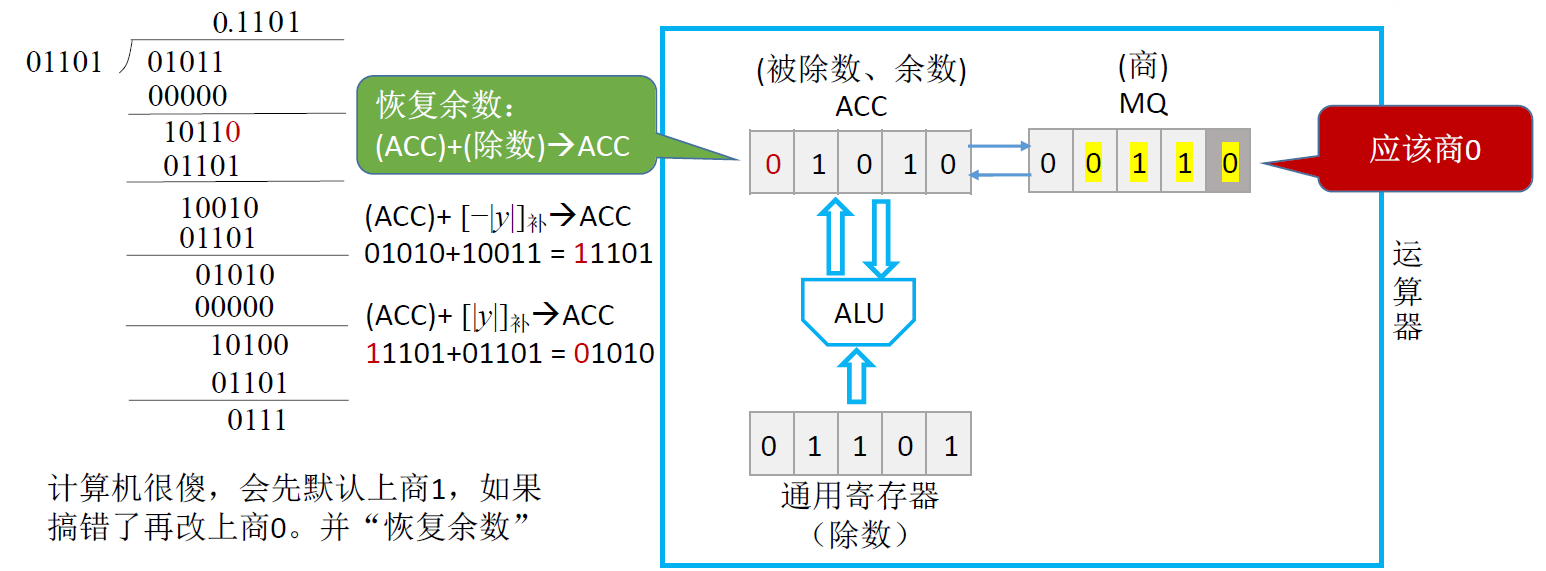 0.1101
01101
01011
00000
10110
01101
10010
01101
01010
00000
10100
01101
0111
计算机很傻，会先默认上商1，如果
搞错了再改上商0。并“恢复余数”
恢复余数：
(ACC)+(除数)→ACC
(ACC)+ [−|y|]补→ACC
01010+10011 = 11101
(ACC)+ [|y|]补→ACC
11101+01101 = 01010
(被除数、余数)
ACC
0 1 0 1 0
(商)
MQ
0 0 1 1 0
应该商0
ALU
0 1 1 0 1
通用寄存器
（除数）
运算器